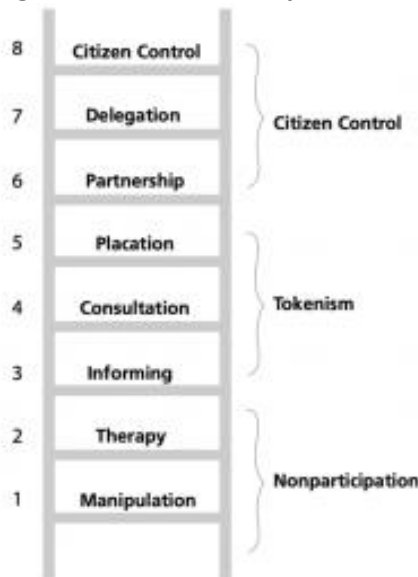 8 Citizen Control
7 Delegation
Citizen Control
6 Partnership
5 Placation
4 Consultation
Tokenism
3 Informing
2 Therapy
Nonparticipation
1 Manipulation